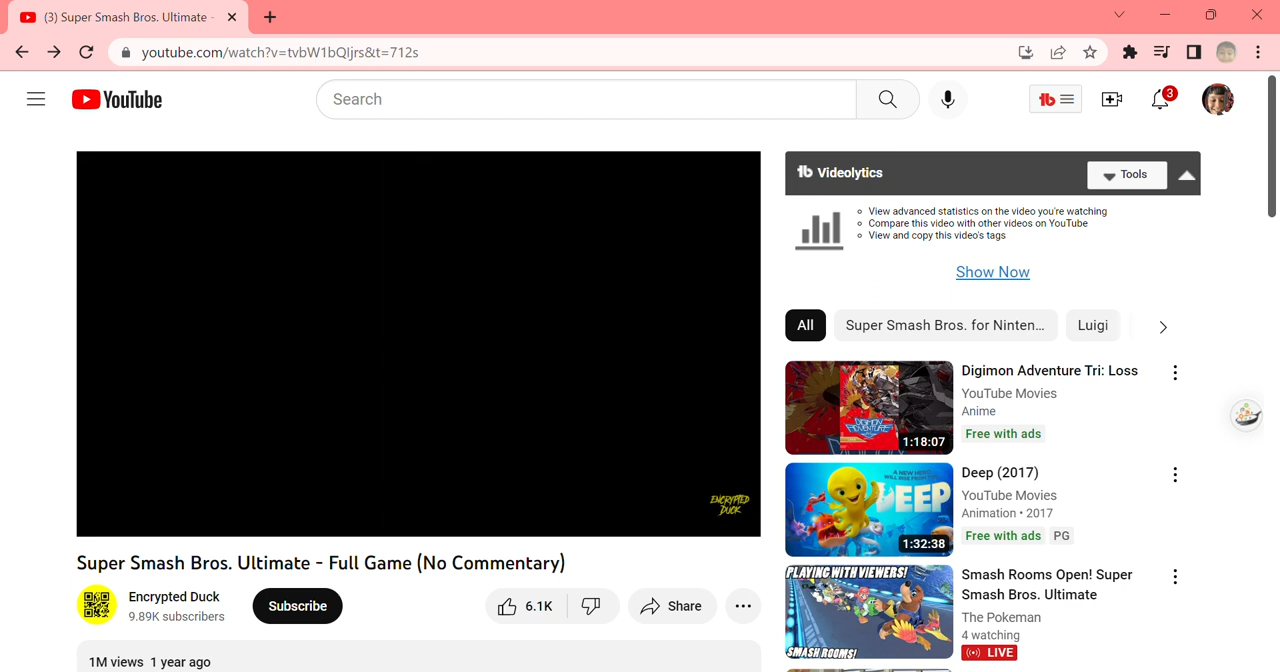 (3) Super Smash Bros. Ultimate -
youtube.com/watch?v=tvbW1bQIjrs&t=712s
YouTube
Search
3
Videolytics
Tools
View advanced statistics on the video you're watching
Compare this video with other videos on YouTube
View and copy this video's tags
Show Now
All
Super Smash Bros. for Ninten...
Luigi
DIGIMON ADVENTURE
1:18:07
Digimon Adventure Tri: Loss
YouTube Movies
Anime
Free with ads
DEEP
1:32:38
Deep (2017)
YouTube Movies
Animation • 2017
Free with ads PG
PLAYING WITH VIEWERS!
SMASH ROOMS!
Smash Rooms Open! Super
Smash Bros. Ultimate
The Pokeman
4 watching
LIVE
ENCRYPTED
DUCK
Super Smash Bros. Ultimate - Full Game (No Commentary)
Encrypted Duck
9.89K subscribers
Subscribe
6.1K
Share
1M views 1 year ago